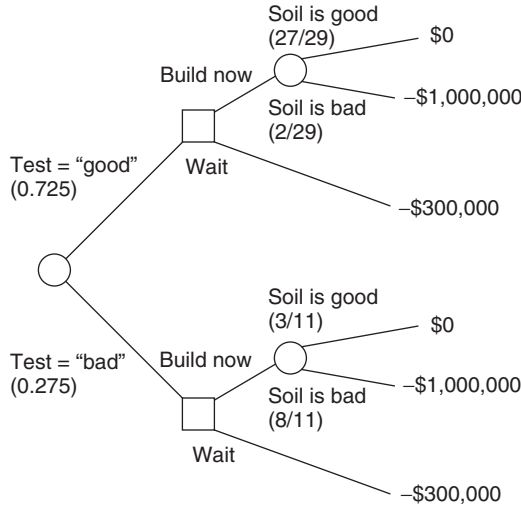 Soil is good
(27/29)
$0
Build now
–$1,000,000
Soil is bad
(2/29)
Test = “good”
(0.725)
Wait
–$300,000
Soil is good
(3/11)
$0
Test = “bad”
(0.275)
Build now
–$1,000,000
Soil is bad
(8/11)
Wait
–$300,000